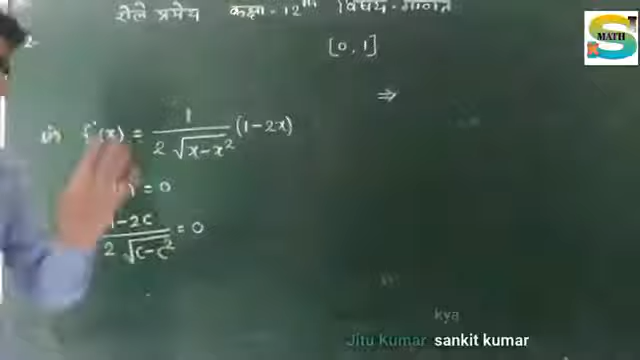 रोले प्रमेय कक्षा - 12th विषय - गणित
2-
[0, 1]
⇒
f'(x) = 1 / (2√(x-x²)) (1-2x)
= 0
1-2c / (2√(c-c²)) = 0
S MATH
kya
Jitu kumar sankit kumar